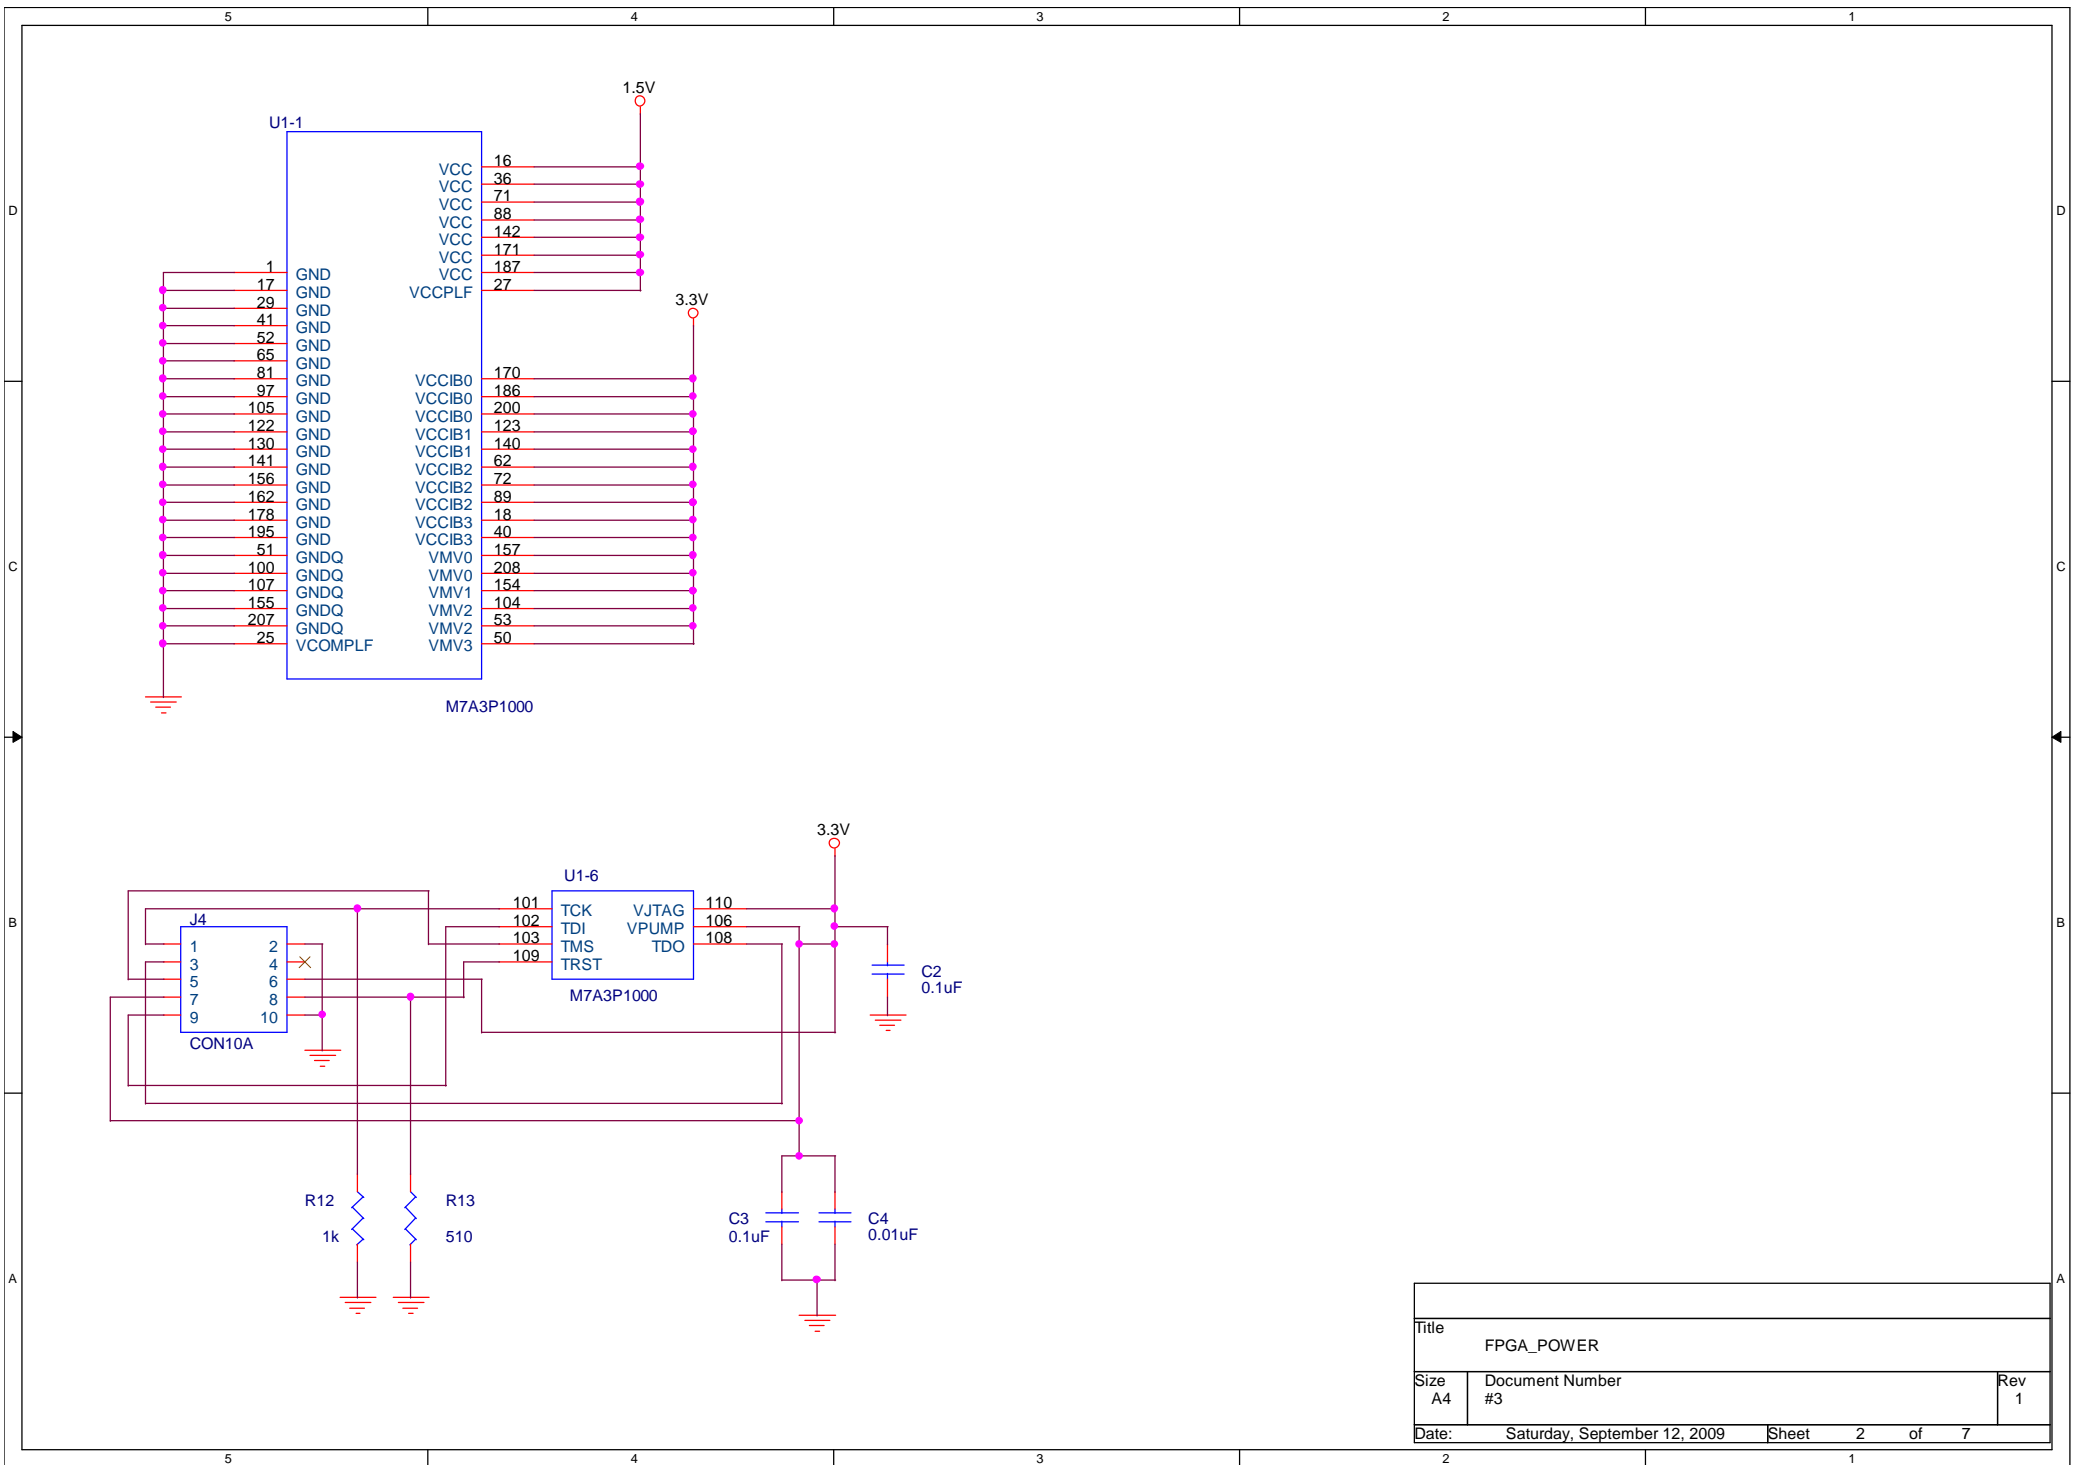 5 4 3 2 1
D D
C C
B B
A A
1.5V
U1-1
VCC 16
VCC 36
VCC 71
VCC 88
VCC 142
VCC 171
1 GND VCC 187
17 GND VCCPLF 27
29 GND
3.3V
41 GND
52 GND
65 GND
81 GND VCCIB0 170
97 GND VCCIB0 186
105 GND VCCIB0 200
122 GND VCCIB1 123
130 GND VCCIB1 140
141 GND VCCIB2 62
156 GND VCCIB2 72
162 GND VCCIB2 89
178 GND VCCIB3 18
195 GND VCCIB3 40
51 GNDQ VMV0 157
100 GNDQ VMV0 208
107 GNDQ VMV1 154
155 GNDQ VMV2 104
207 GNDQ VMV2 53
25 VCOMPLF VMV3 50
M7A3P1000
3.3V
U1-6
101 TCK VJTAG 110
102 TDI VPUMP 106
103 TMS TDO 108
109 TRST
M7A3P1000
J4
1 2
3 4
5 6
7 8
9 10
CON10A
C2
0.1uF
R12
1k
R13
510
C3
0.1uF
C4
0.01uF
Title
FPGA_POWER
Size Document Number Rev
A4 #3 1
Date: Saturday, September 12, 2009 Sheet 2 of 7
5 4 3 2 1